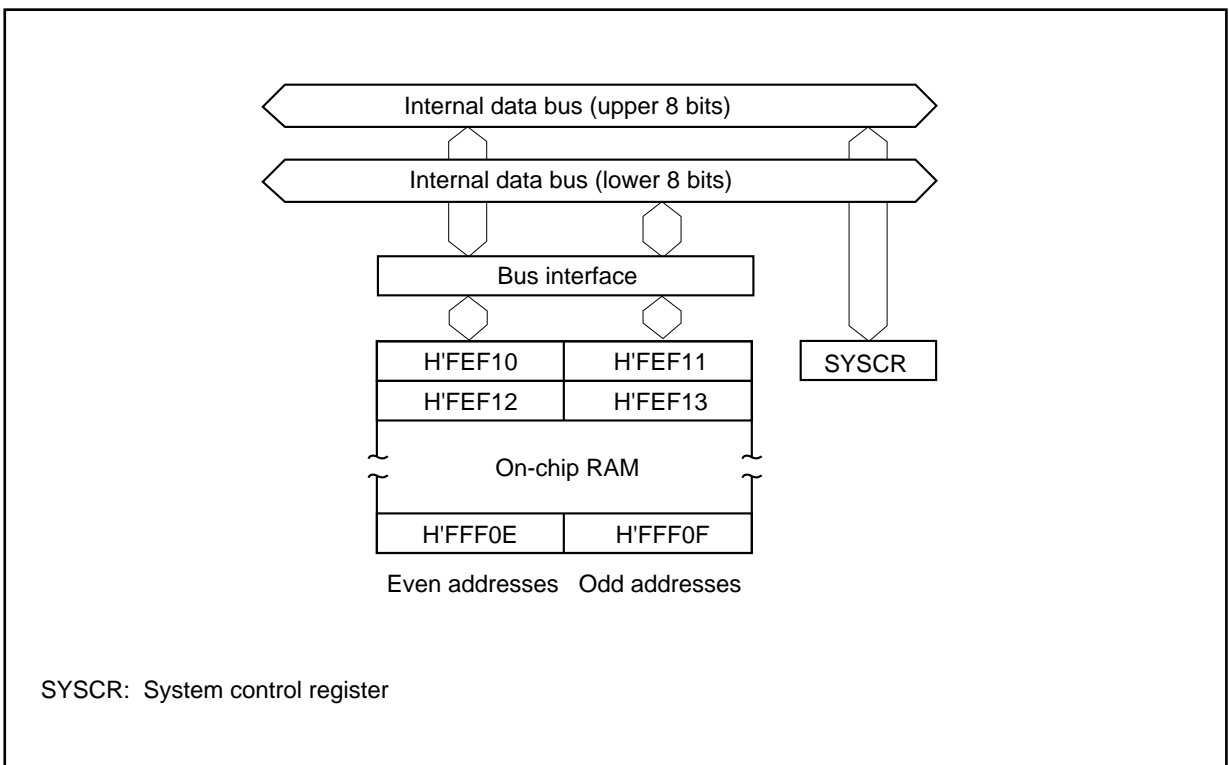 Internal data bus (upper 8 bits)
Internal data bus (lower 8 bits)
Bus interface
H'FEF10 H'FEF11 SYSCR
H'FEF12 H'FEF13
On-chip RAM
H'FFF0E H'FFF0F
Even addresses Odd addresses
SYSCR: System control register